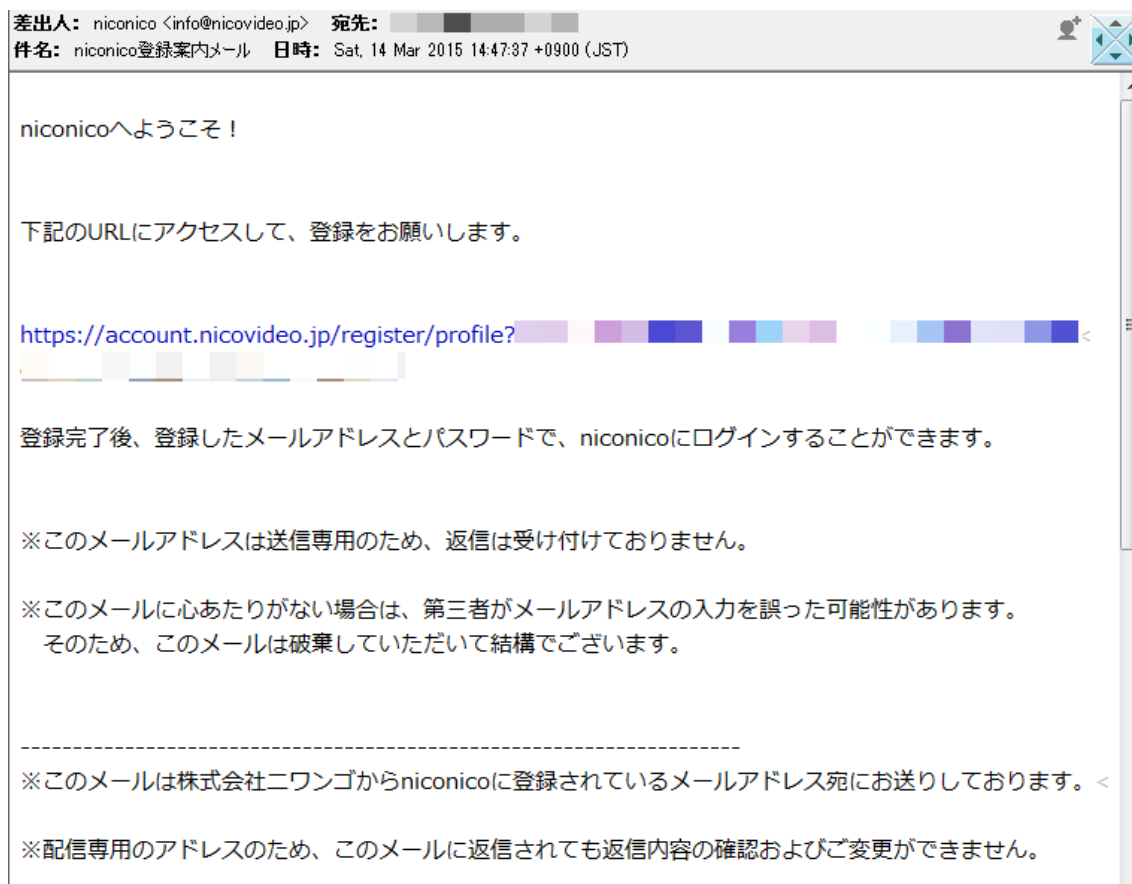 差出人: niconico <info@nicovideo.jp> 宛先:
件名: niconico登録案内メール 日時: Sat, 14 Mar 2015 14:47:37 +0900 (JST)
niconicoへようこそ！
下記のURLにアクセスして、登録をお願いします。
https://account.nicovideo.jp/register/profile?
登録完了後、登録したメールアドレスとパスワードで、niconicoにログインすることができます。
※このメールアドレスは送信専用のため、返信は受け付けておりません。
※このメールに心あたりがない場合は、第三者がメールアドレスの入力を誤った可能性があります。
そのため、このメールは破棄していただいて結構でございます。
---------------------------------------------------------------------
※このメールは株式会社ニワンゴからniconicoに登録されているメールアドレス宛にお送りしております。<
※配信専用のアドレスのため、このメールに返信されても返信内容の確認およびご変更ができません。